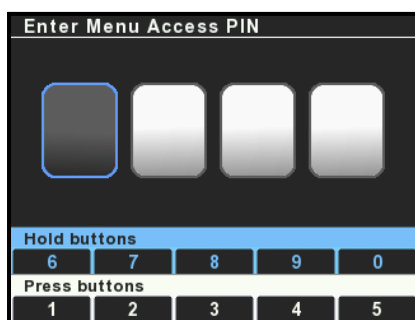 Enter Menu Access PIN
Hold buttons
6 7 8 9 0
Press buttons
1 2 3 4 5